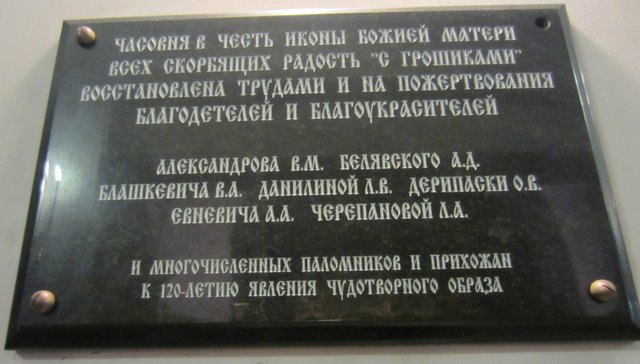 ЧАСОВНЯ В ЧЕСТЬ ИКОНЫ БОЖИЕЙ МАТЕРИ
ВСЕХ СКОРБЯЩИХ РАДОСТЬ "С ГРОШИКАМИ"
ВОССТАНОВЛЕНА ТРУДАМИ И НА ПОЖЕРТВОВАНИЯ
БЛАГОДЕТЕЛЕЙ И БЛАГОУКРАСИТЕЛЕЙ
АЛЕКСАНДРОВА В.М. БЕЛЯВСКОГО А.Д.
БЛАШКЕВИЧА В.А. ДАНИЛИНОЙ Л.В. ДЕРИПАСКИ О.В.
ЕВНЕВИЧА А.А. ЧЕРЕПАНОВОЙ Л.А.
И МНОГОЧИСЛЕННЫХ ПАЛОМНИКОВ И ПРИХОЖАН
К 120-ЛЕТИЮ ЯВЛЕНИЯ ЧУДОТВОРНОГО ОБРАЗА